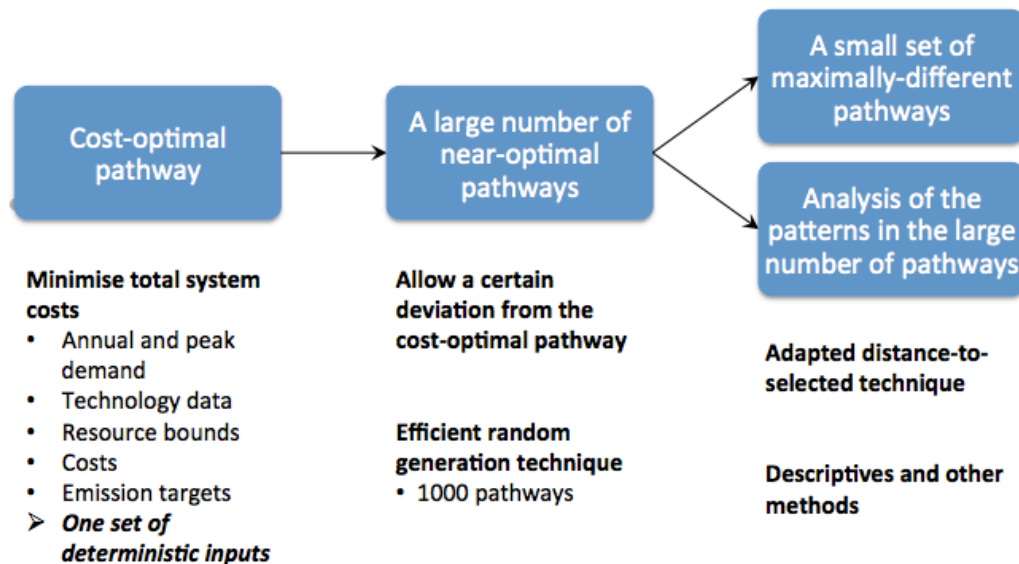 Cost-optimal
pathway
Minimise total system
costs
• Annual and peak
demand
• Technology data
• Resource bounds
• Costs
• Emission targets
➢ One set of
deterministic inputs
A large number of
near-optimal
pathways
Allow a certain
deviation from the
cost-optimal pathway
Efficient random
generation technique
• 1000 pathways
A small set of
maximally-different
pathways
Analysis of the
patterns in the large
number of pathways
Adapted distance-to-
selected technique
Descriptives and other
methods